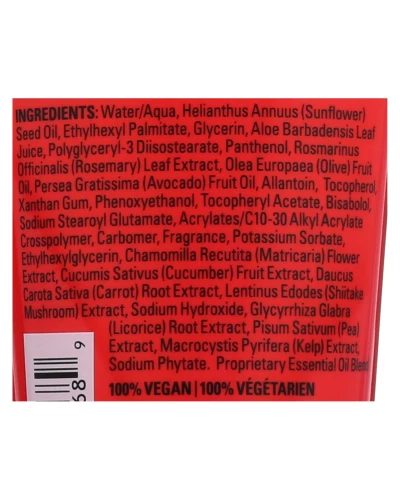 INGREDIENTS: Water/Aqua, Helianthus Annuus (Sunflower)
Seed Oil, Ethylhexyl Palmitate, Glycerin, Aloe Barbadensis Leaf
Juice, Polyglyceryl-3 Diisostearate, Panthenol, Rosmarinus
Officinalis (Rosemary) Leaf Extract, Olea Europaea (Olive) Fruit
Oil, Persea Gratissima (Avocado) Fruit Oil, Allantoin, Tocopherol,
Xanthan Gum, Phenoxyethanol, Tocopheryl Acetate, Bisabolol,
Sodium Stearoyl Glutamate, Acrylates/C10-30 Alkyl Acrylate
Crosspolymer, Carbomer, Fragrance, Potassium Sorbate,
Ethylhexylglycerin, Chamomilla Recutita (Matricaria) Flower
Extract, Cucumis Sativus (Cucumber) Fruit Extract, Daucus
Carota Sativa (Carrot) Root Extract, Lentinus Edodes (Shiitake
Mushroom) Extract, Sodium Hydroxide, Glycyrrhiza Glabra
(Licorice) Root Extract, Pisum Sativum (Pea)
Extract, Macrocystis Pyrifera (Kelp) Extract,
Sodium Phytate. Proprietary Essential Oil Blend
100% VEGAN | 100% VÉGÉTARIEN
68 9